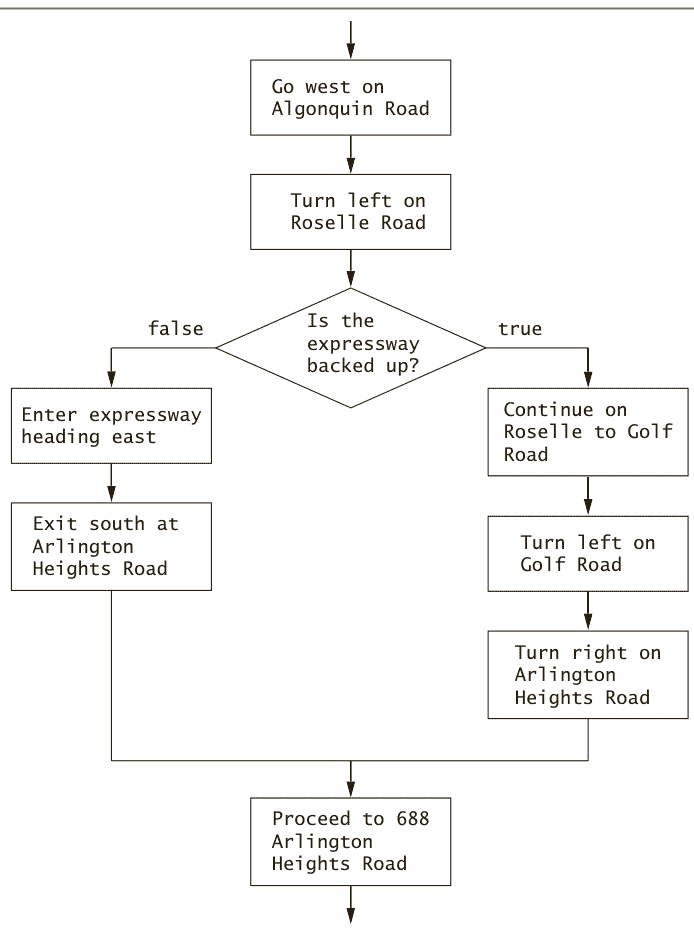 Go west on
Algonquin Road
Turn left on
Roselle Road
Is the
expressway
backed up?
false
true
Enter expressway
heading east
Exit south at
Arlington
Heights Road
Continue on
Roselle to Golf
Road
Turn left on
Golf Road
Turn right on
Arlington
Heights Road
Proceed to 688
Arlington
Heights Road